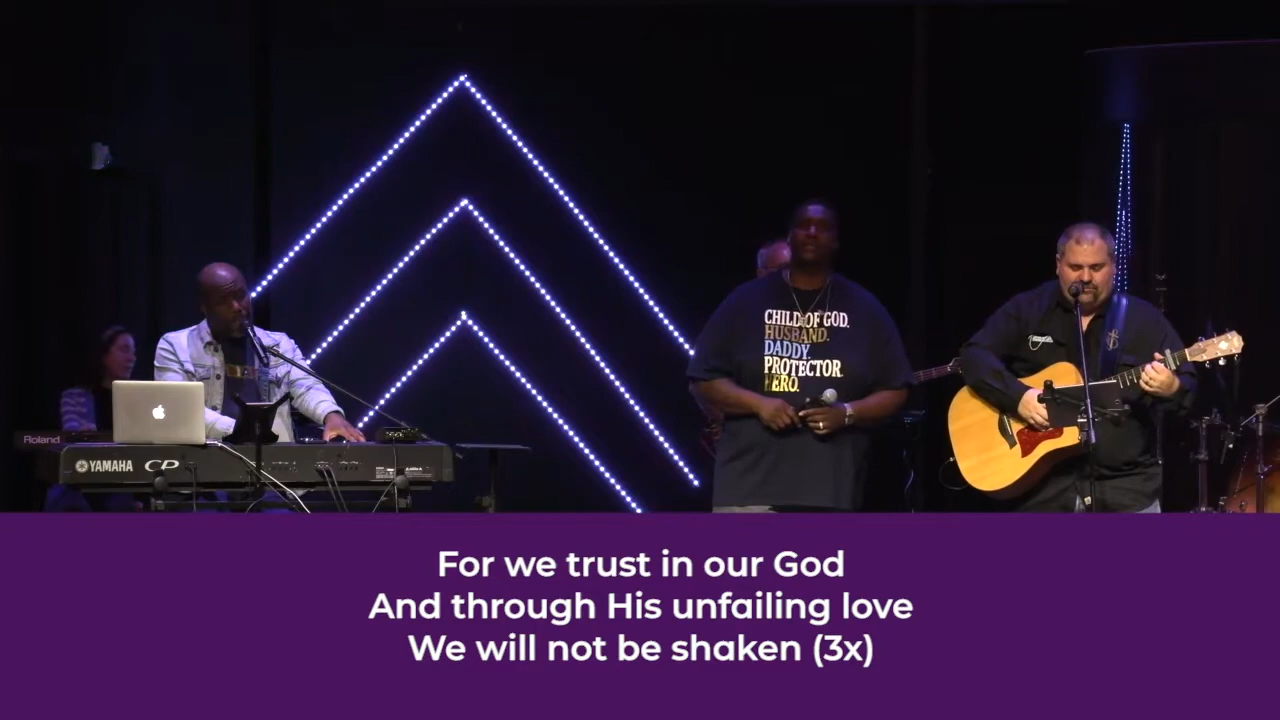 CHILD OF GOD.
HUSBAND.
DADDY.
PROTECTOR
HERO.
Roland
YAMAHA CP
For we trust in our God
And through His unfailing love
We will not be shaken (3x)